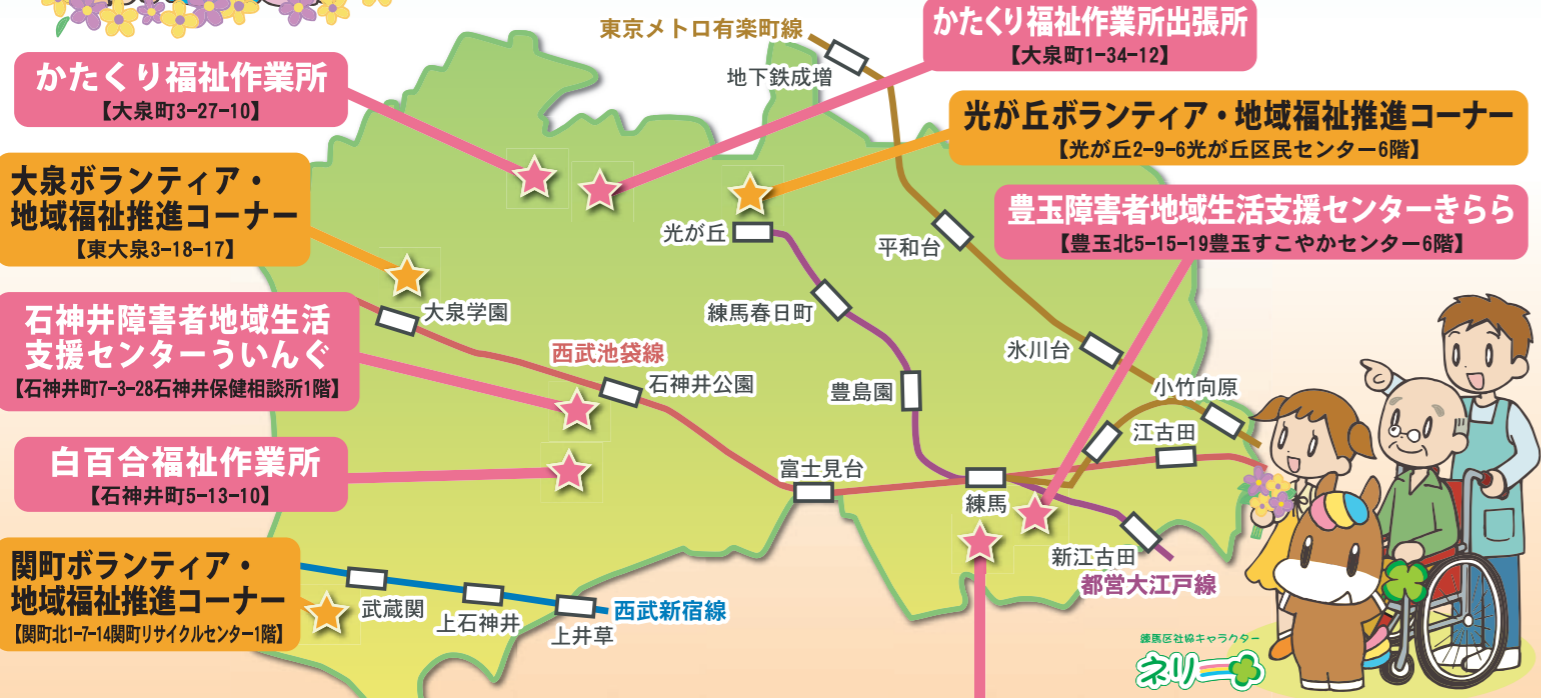 東京メトロ有楽町線
地下鉄成増
かたくり福祉作業所出張所
【大泉町1-34-12】
かたくり福祉作業所
【大泉町3-27-10】
光が丘ボランティア・地域福祉推進コーナー
【光が丘2-9-6光が丘区民センター6階】
大泉ボランティア・
地域福祉推進コーナー
【東大泉3-18-17】
豊玉障害者地域生活支援センターきらら
【豊玉北5-15-19豊玉すこやかセンター6階】
光が丘
平和台
大泉学園
練馬春日町
石神井障害者地域生活
支援センターういんぐ
【石神井町7-3-28石神井保健相談所1階】
西武池袋線
石神井公園
氷川台
豊島園
小竹向原
江古田
白百合福祉作業所
【石神井町5-13-10】
富士見台
練馬
新江古田
都営大江戸線
関町ボランティア・
地域福祉推進コーナー
【関町北1-7-14関町リサイクルセンター1階】
武蔵関
上石神井
上井草
西武新宿線
練馬区社協キャラクター
ネリー